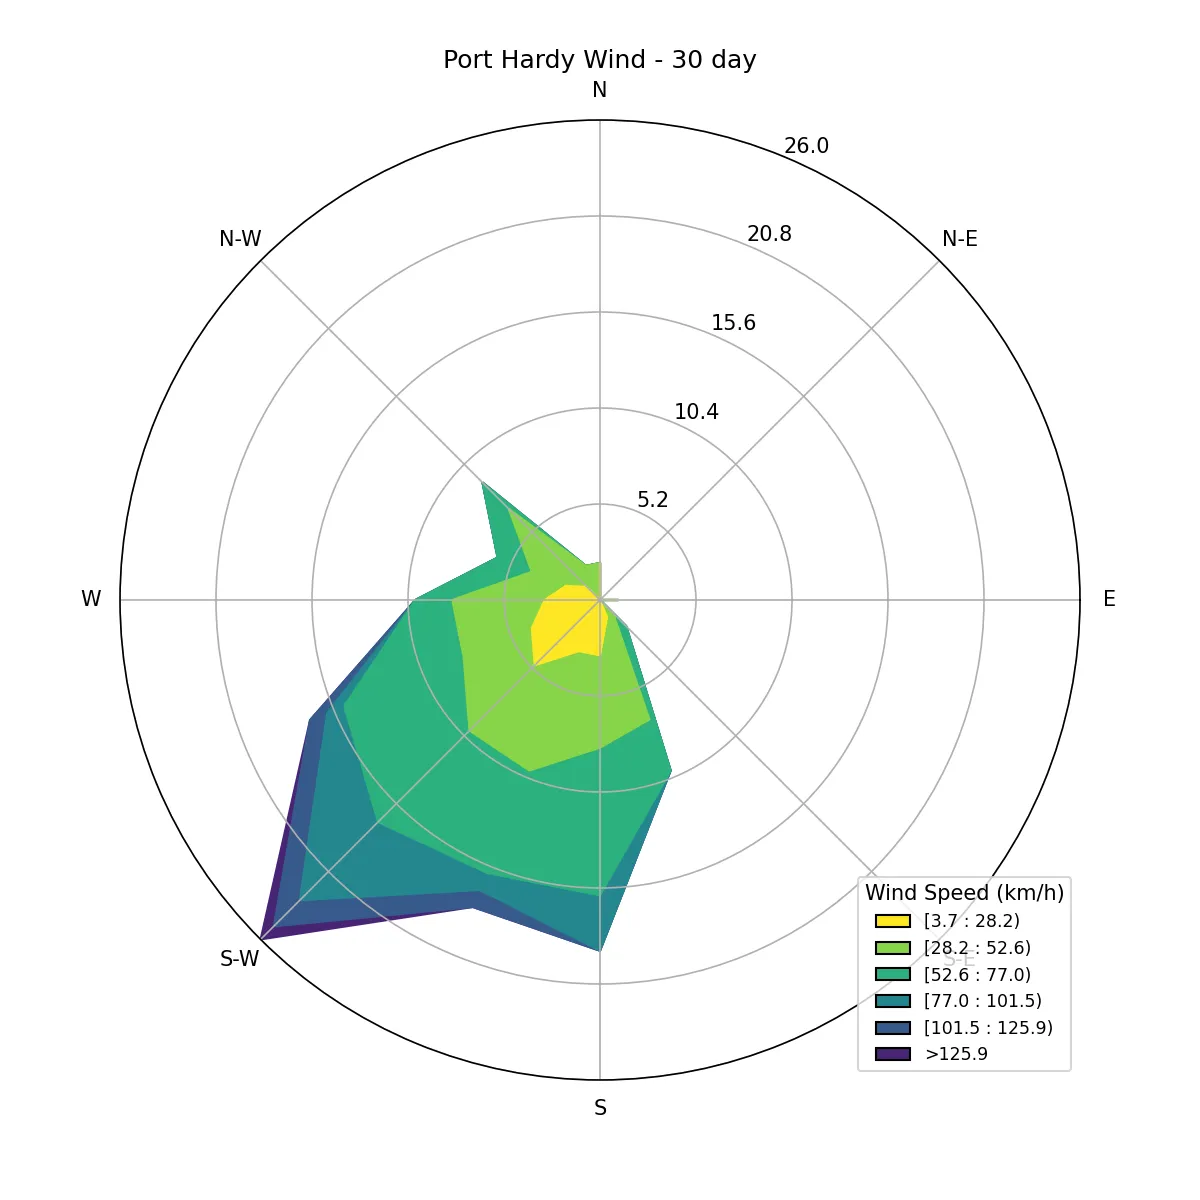 Port Hardy Wind - 30 day
N
26.0
N-W
N-E
20.8
15.6
10.4
5.2
W
E
S-W
S-E
S
Wind Speed (km/h)
[3.7 : 28.2)
[28.2 : 52.6)
[52.6 : 77.0)
[77.0 : 101.5)
[101.5 : 125.9)
>125.9